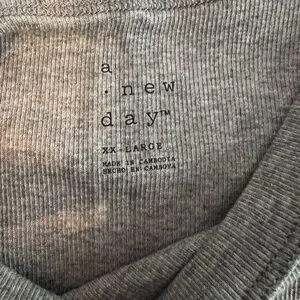 a
. new
day™
XX-LARGE
MADE IN CAMBODIA
HECHO EN CAMBOYA